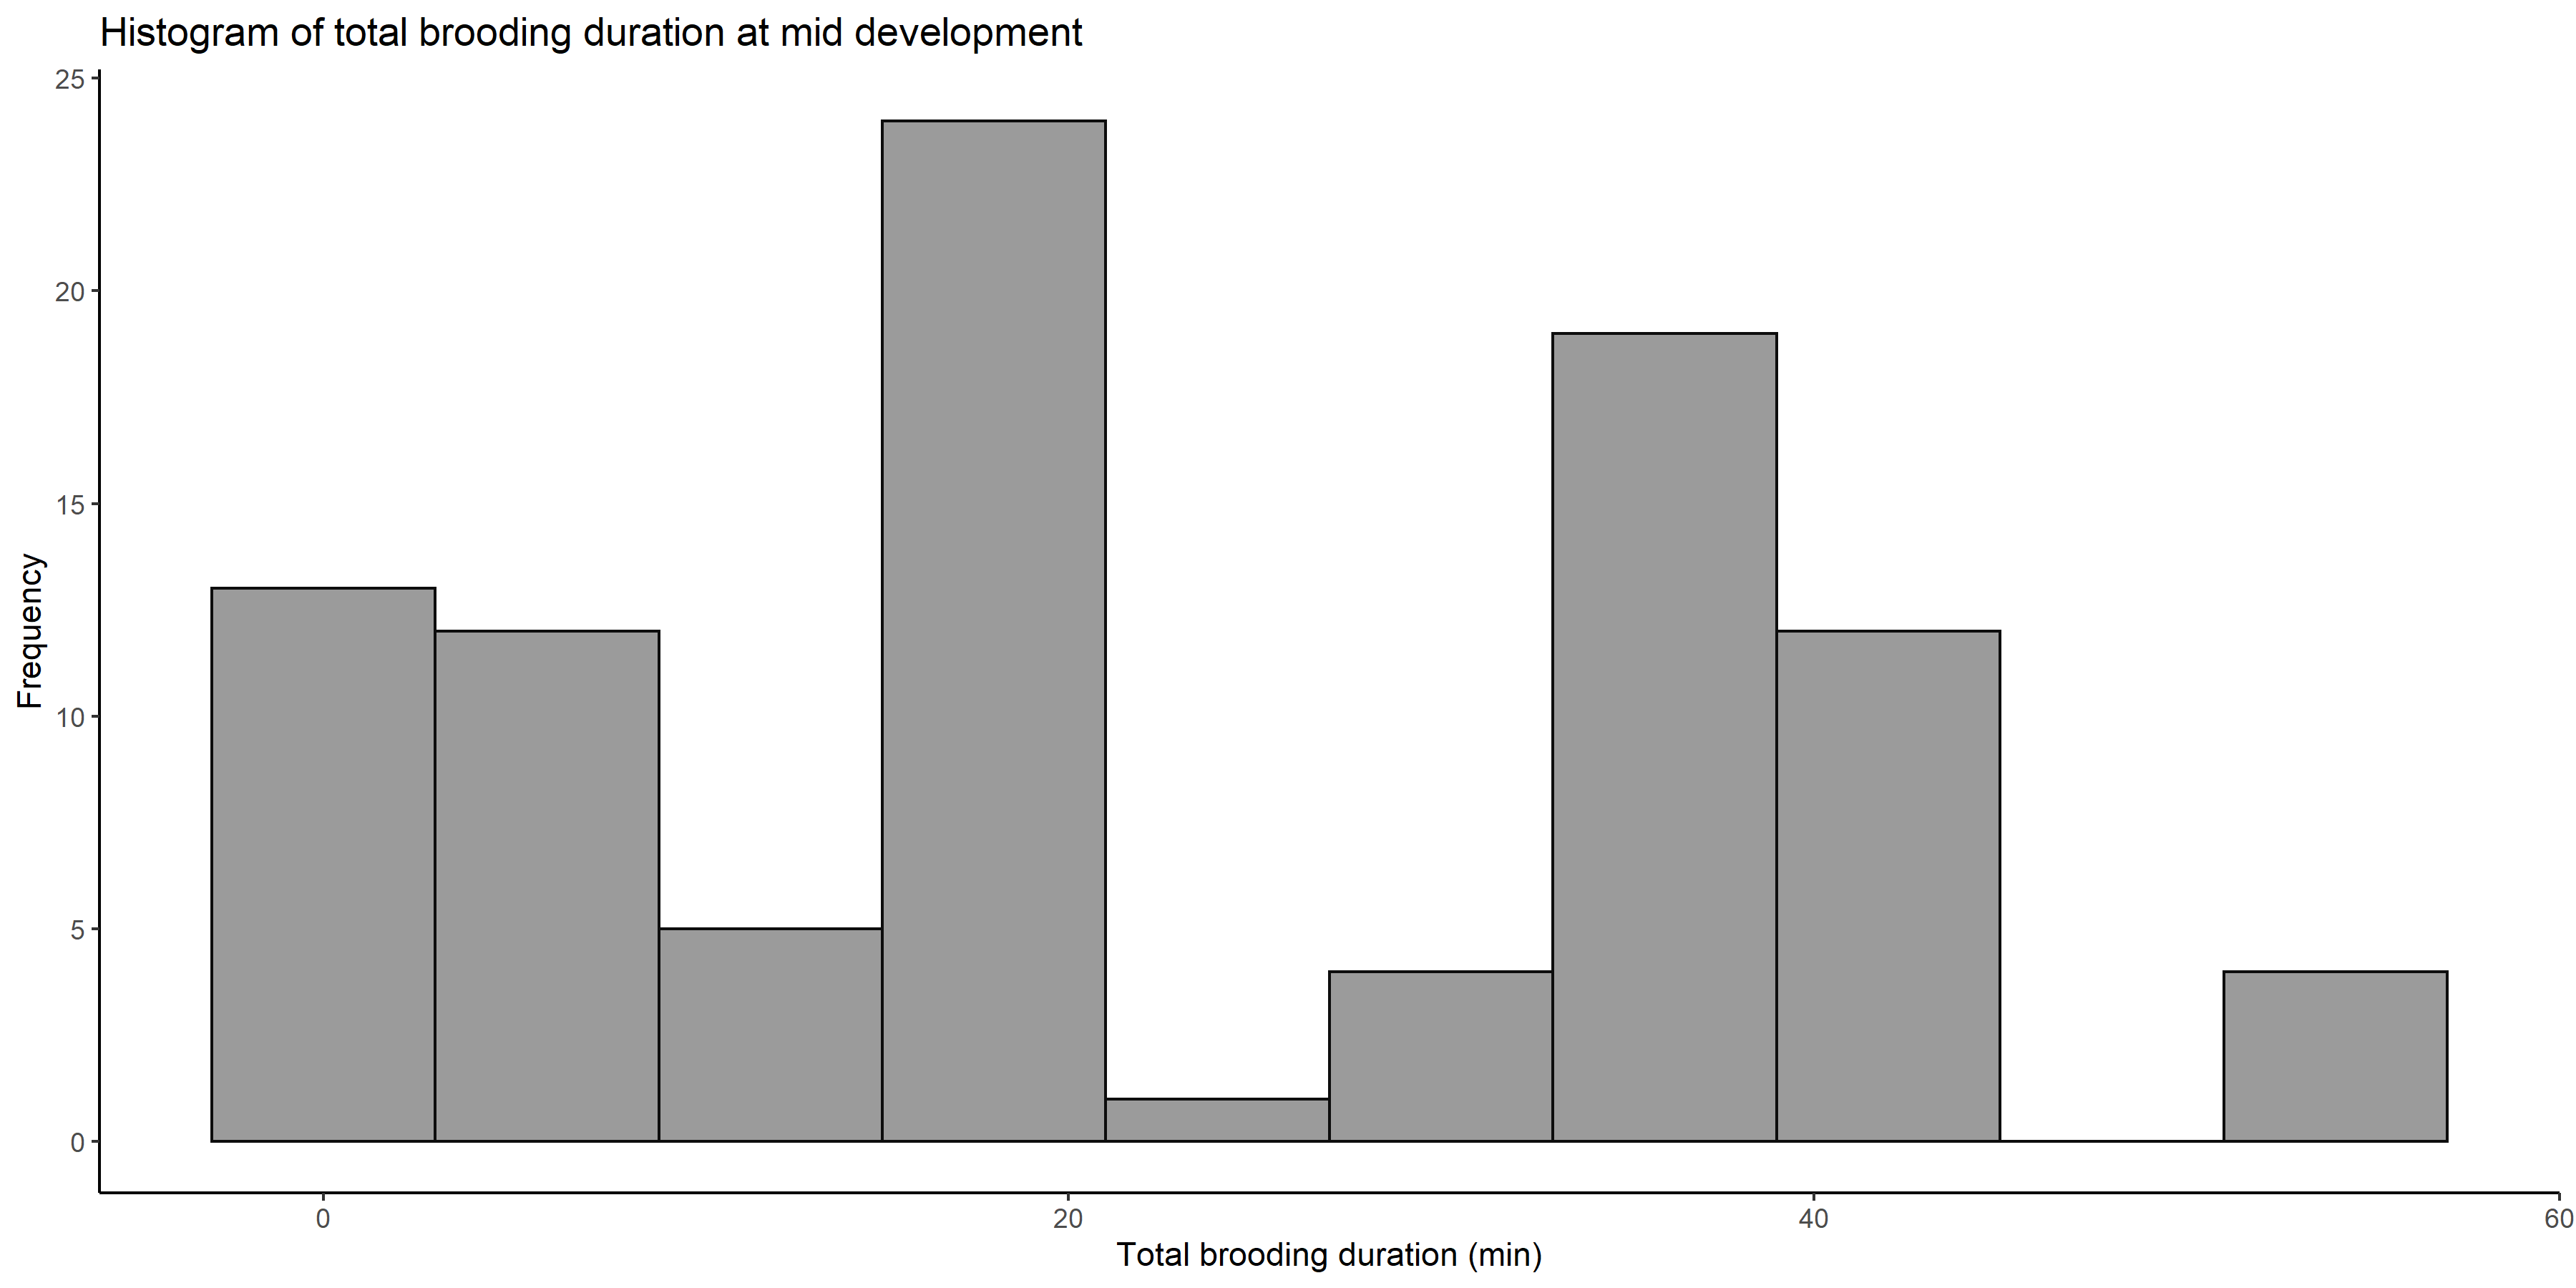 Histogram of total brooding duration at mid development
25
20
15
10
5
0
Frequency
0 20 40 60
Total brooding duration (min)